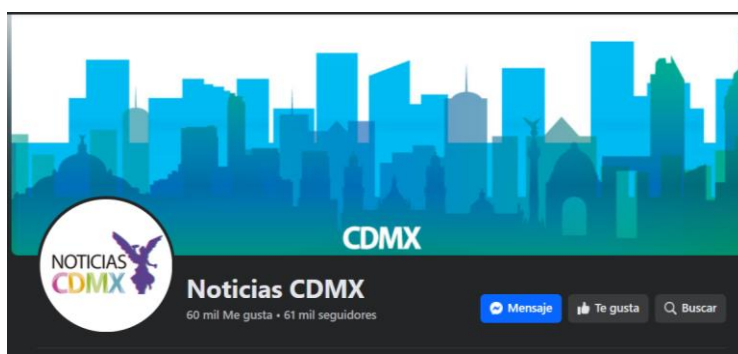 CDMX
NOTICIAS
CDMX
Noticias CDMX
60 mil Me gusta • 61 mil seguidores
Mensaje
Te gusta
Buscar